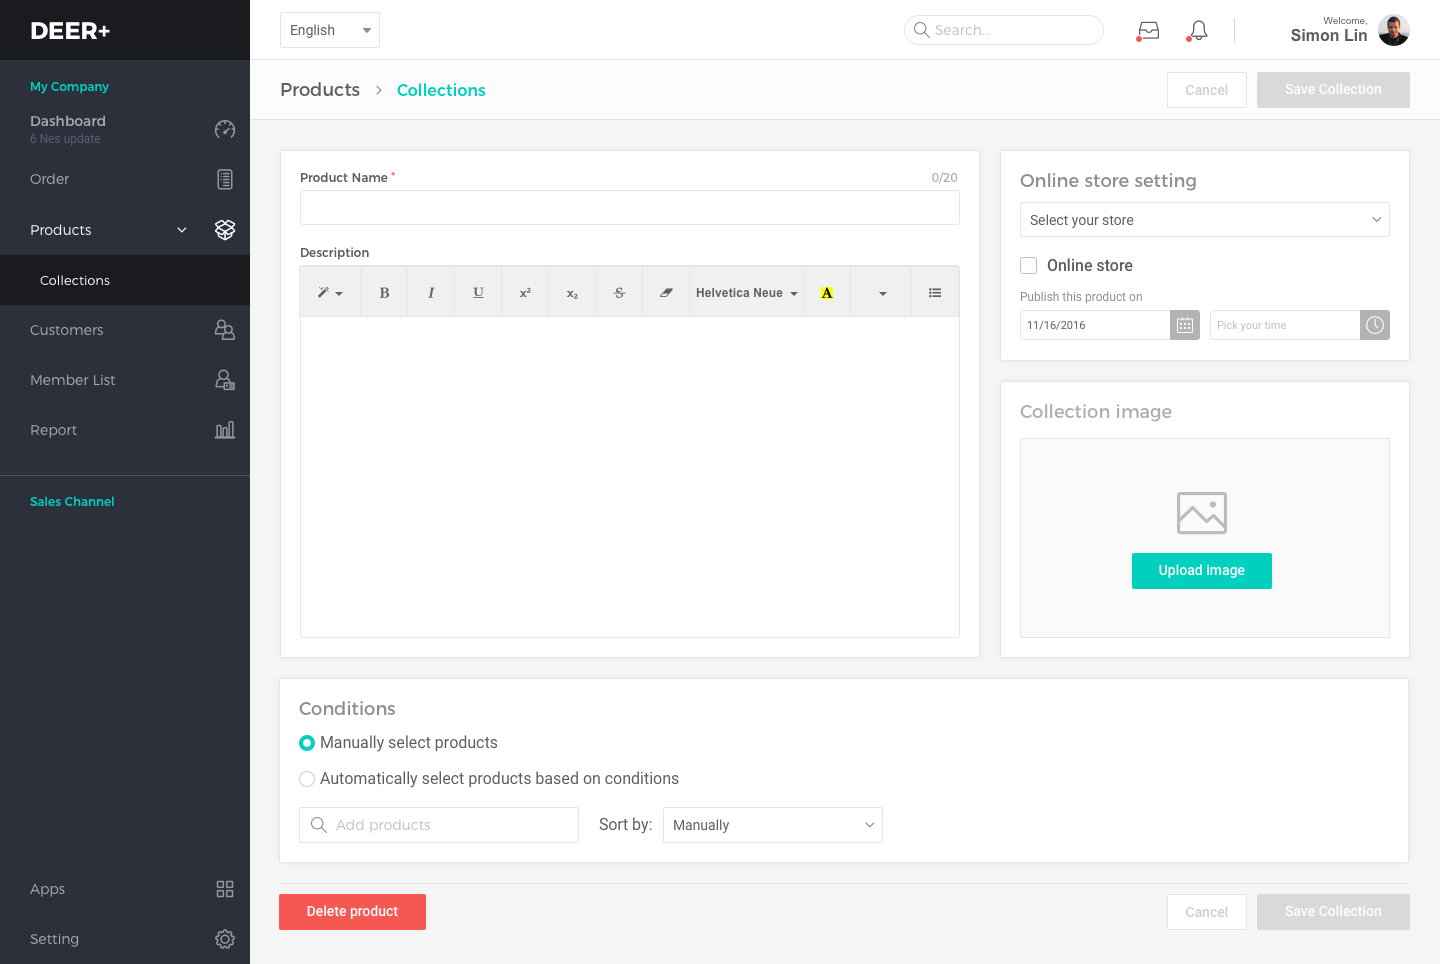 DEER+
English
Search...
Welcome,
Simon Lin
My Company
Dashboard
6 Nes update
Order
Products
Collections
Customers
Member List
Report
Sales Channel
Apps
Setting
Products > Collections
Cancel
Save Collection
Product Name *
0/20
Description
B
I
U
x²
x₂
S
Helvetica Neue
A
Online store setting
Select your store
Online store
Publish this product on
11/16/2016
Pick your time
Collection image
Upload image
Conditions
Manually select products
Automatically select products based on conditions
Add products
Sort by:
Manually
Delete product
Cancel
Save Collection